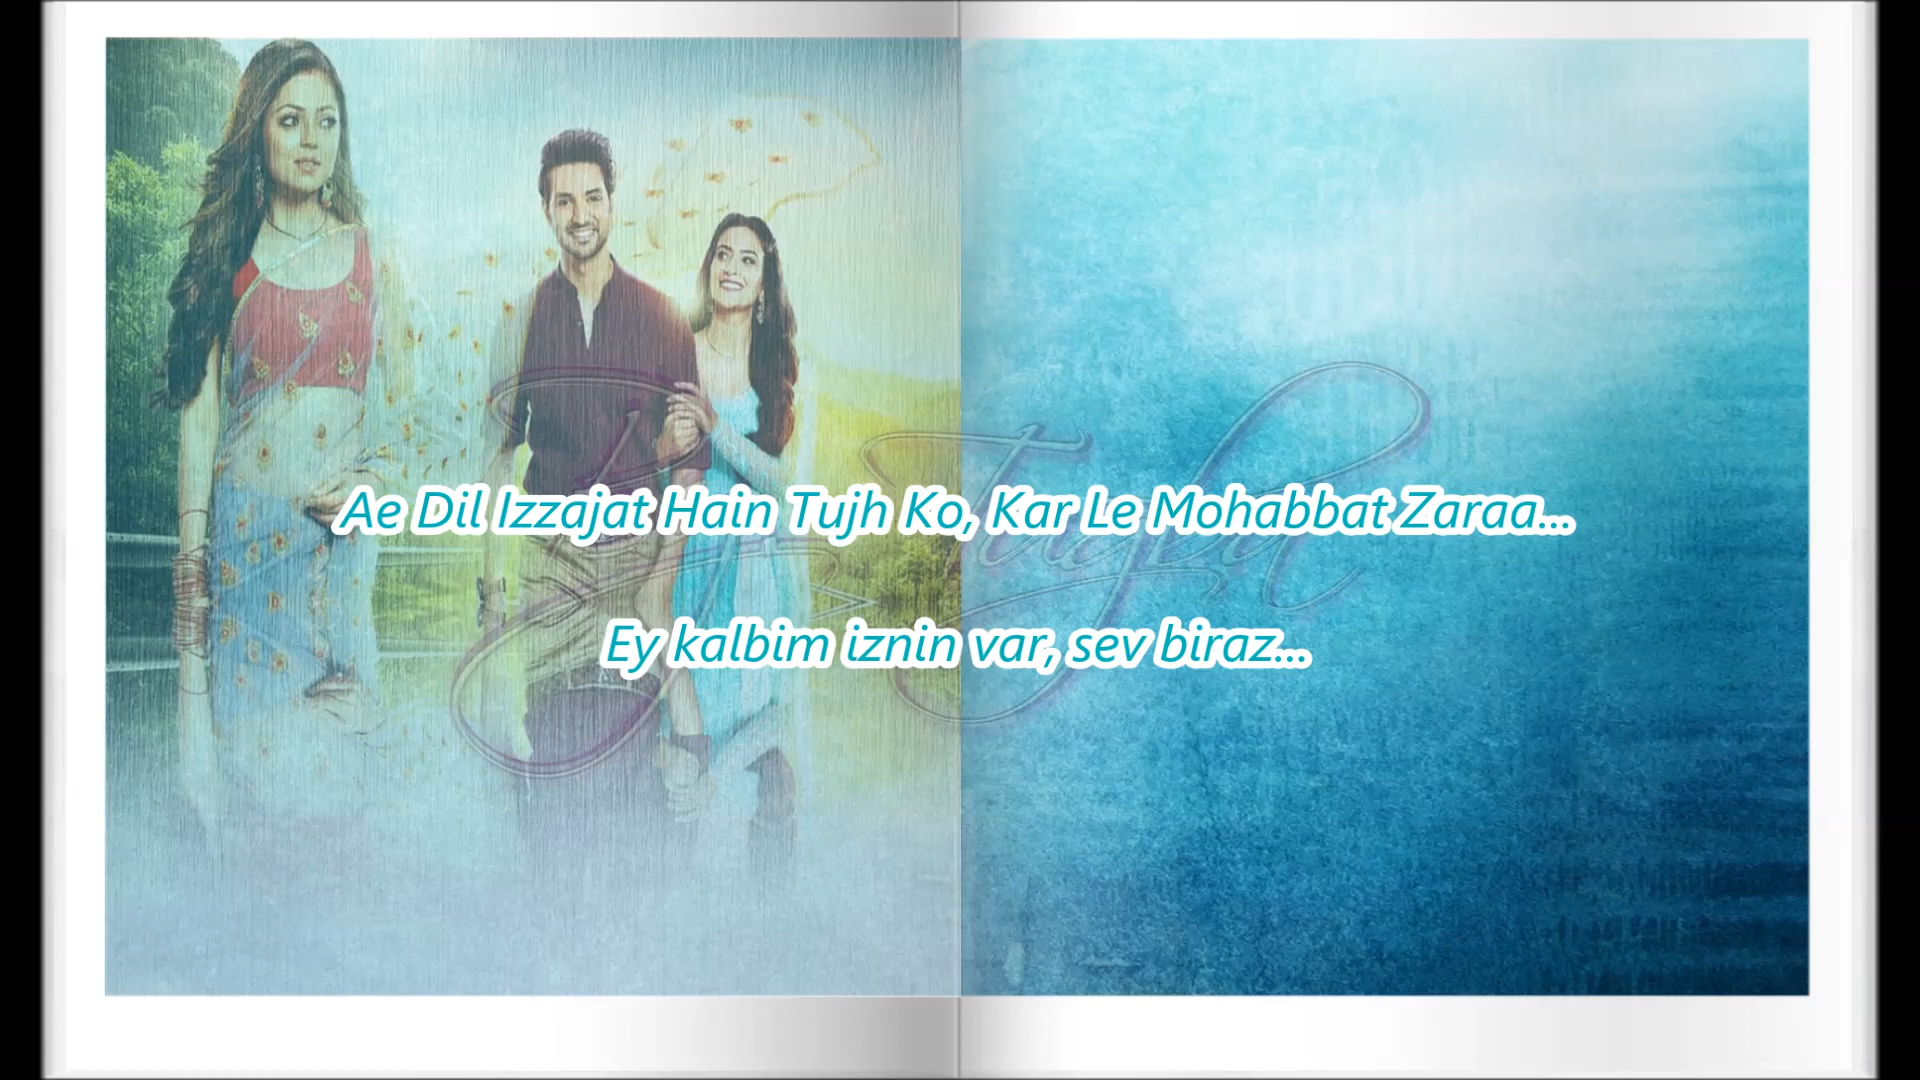 Ae Dil Izzajat Hain Tujh Ko, Kar Le Mohabbat Zaraa...
Ey kalbim iznin var, sev biraz...